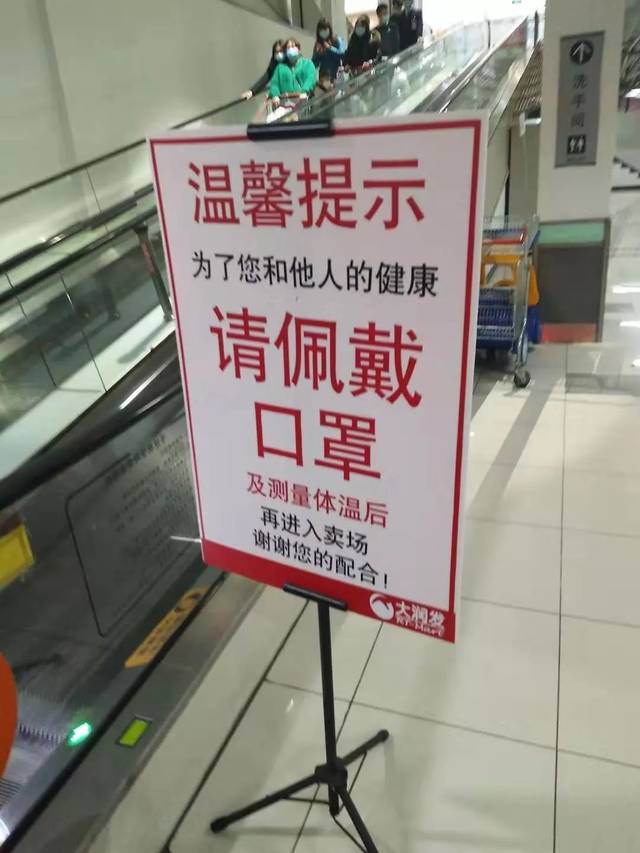 洗手间
温馨提示
为了您和他人的健康
请佩戴
口罩
及测量体温后
再进入卖场
谢谢您的配合!
大润发
RT-Mart